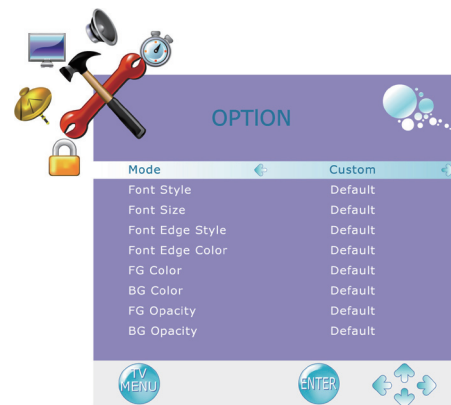 OPTION
Mode Custom
Font Style Default
Font Size Default
Font Edge Style Default
Font Edge Color Default
FG Color Default
BG Color Default
FG Opacity Default
BG Opacity Default
TV
MENU ENTER